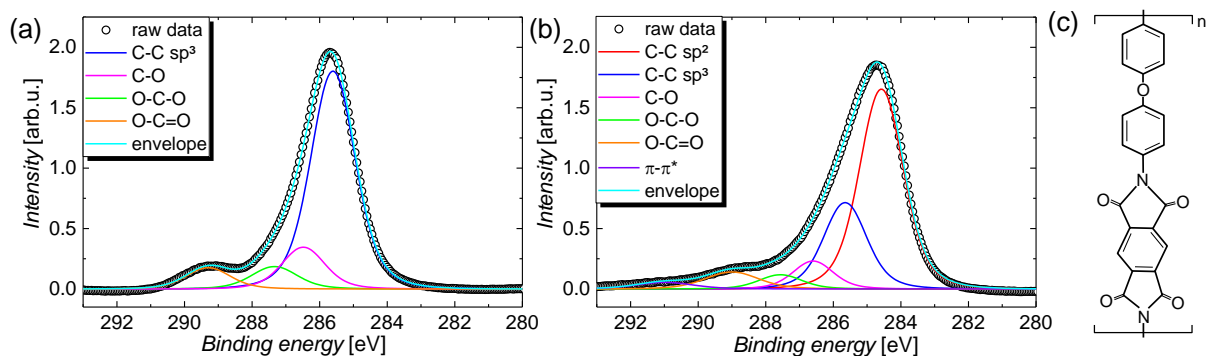 (a)
raw data
C-C sp³
C-O
O-C-O
O-C=O
envelope
2.0
1.5
1.0
0.5
0.0
Intensity [arb.u.]
292 290 288 286 284 282 280
Binding energy [eV]
(b)
raw data
C-C sp²
C-C sp³
C-O
O-C-O
O-C=O
π-π*
envelope
2.0
1.5
1.0
0.5
0.0
Intensity [arb.u.]
292 290 288 286 284 282 280
Binding energy [eV]
(c)
n
O
N
O O
O O
N